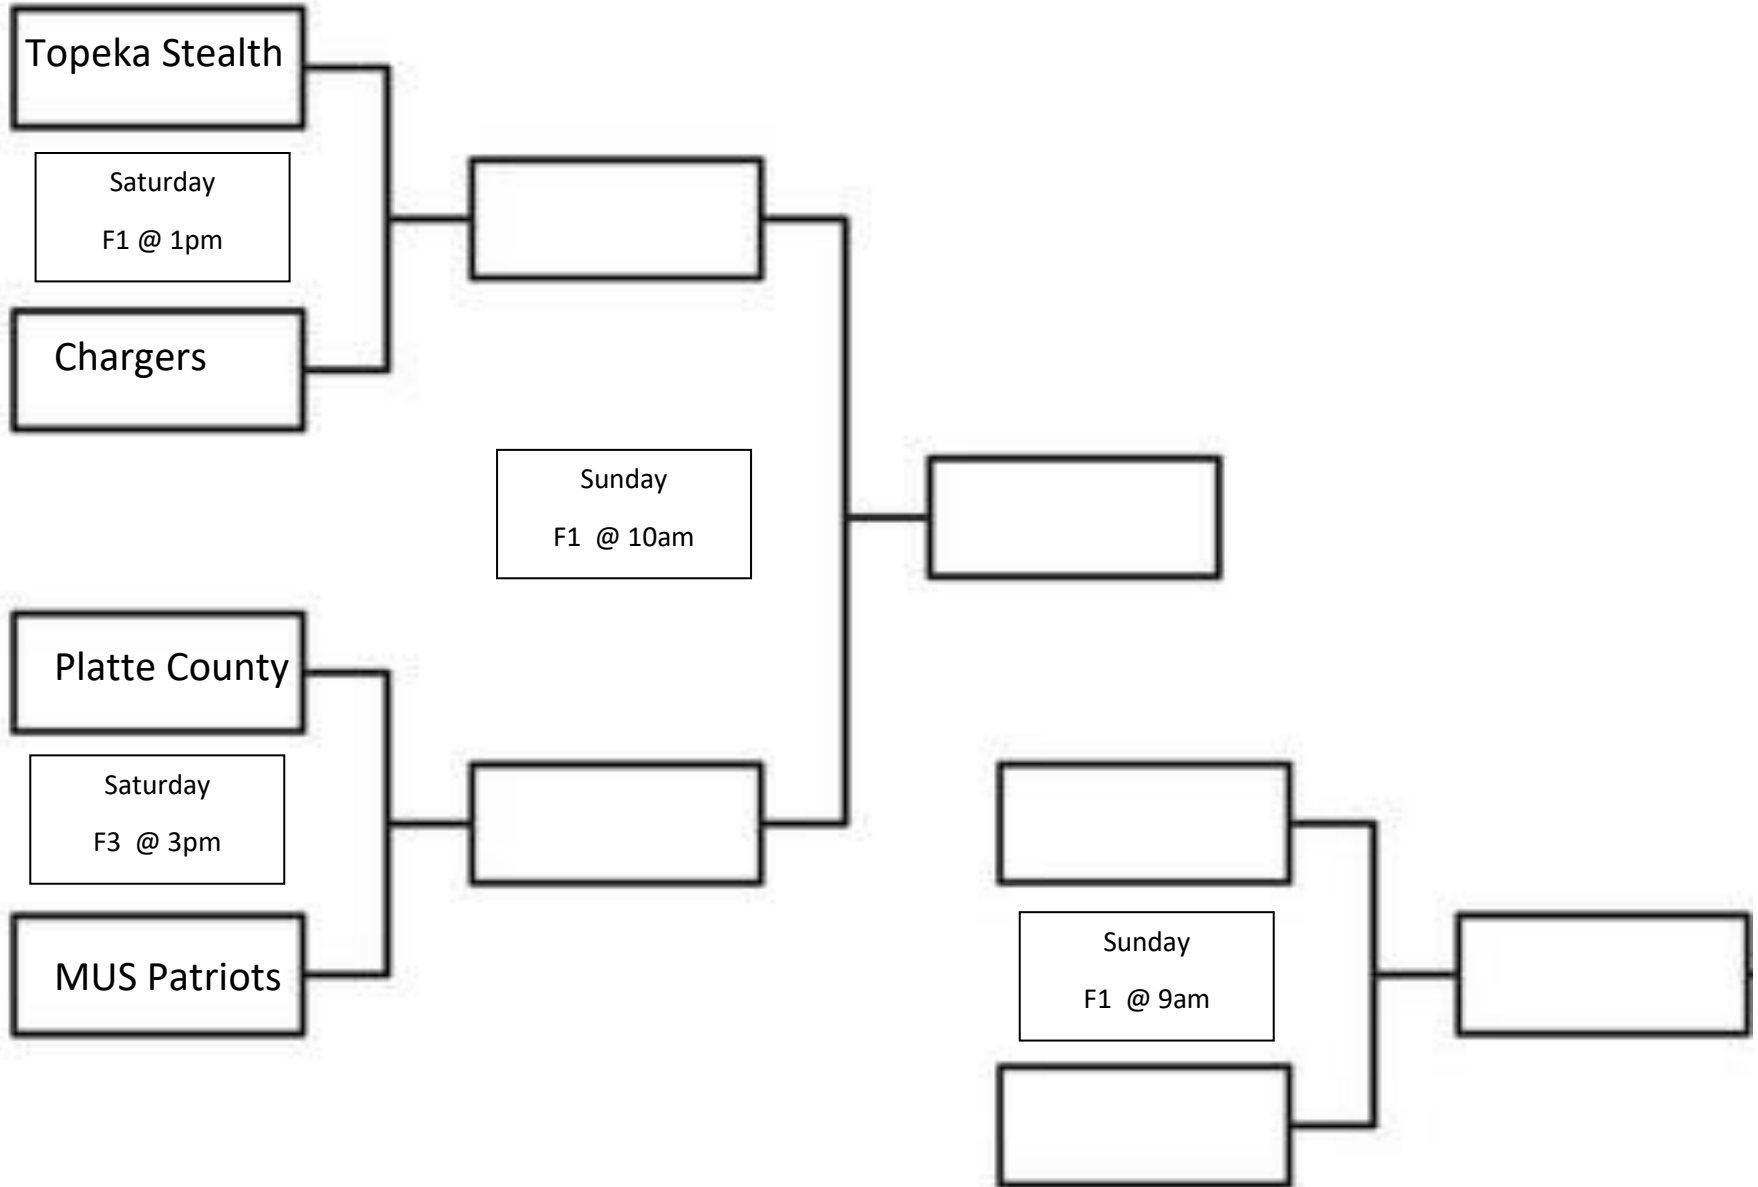 Topeka Stealth
Saturday
F1 @ 1pm
Chargers
Sunday
F1 @ 10am
Platte County
Saturday
F3 @ 3pm
MUS Patriots
Sunday
F1 @ 9am